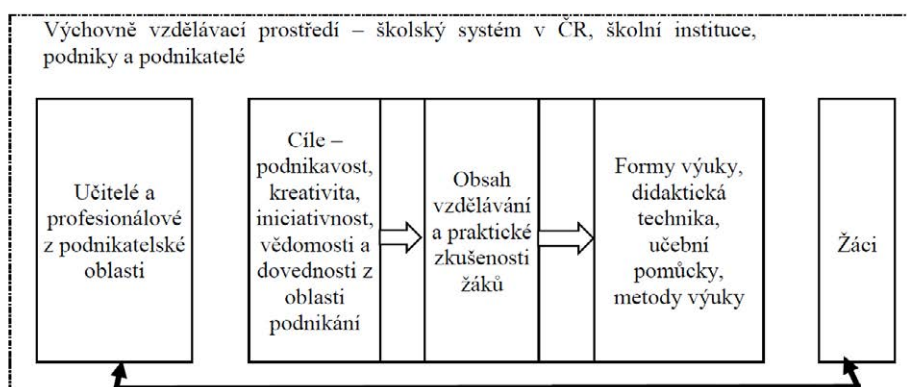 Výchovně vzdělávací prostředí – školský systém v ČR, školní instituce,
podniky a podnikatelé
Učitelé a
profesionálové
z podnikatelské
oblasti
Cíle –
podnikavost,
kreativita,
iniciativnost,
vědomosti a
dovednosti z
oblasti
podnikání
Obsah
vzdělávání
a praktické
zkušenosti
žáků
Formy výuky,
didaktická
technika,
učební
pomůcky,
metody výuky
Žáci